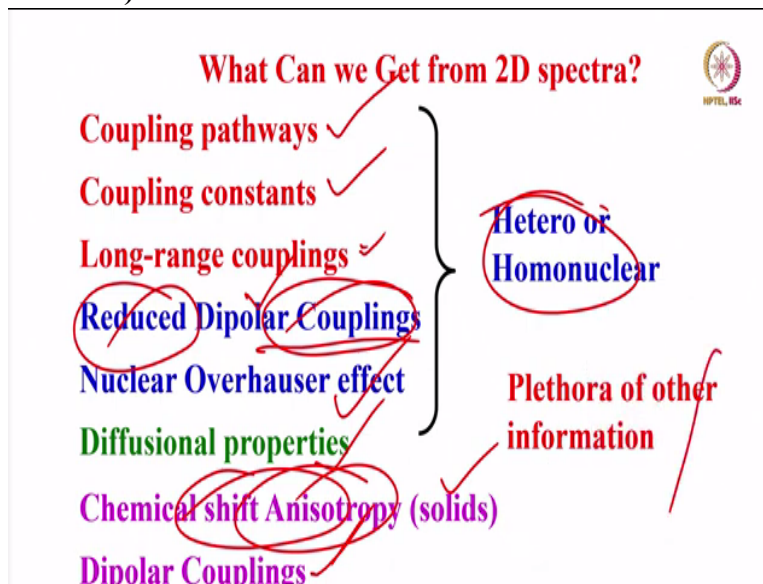 What Can we Get from 2D spectra?
NPTEL, IISc
Coupling pathways
Coupling constants
Long-range couplings
Reduced Dipolar Couplings
Nuclear Overhauser effect
Diffusional properties
Chemical shift Anisotropy (solids)
Dipolar Couplings
Hetero or
Homonuclear
Plethora of other
information